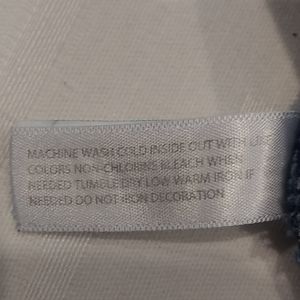 MACHINE WASH COLD INSIDE OUT WITH LIKE
COLORS NON-CHLORINE BLEACH WHEN
NEEDED TUMBLE DRY LOW WARM IRON IF
NEEDED DO NOT IRON DECORATION